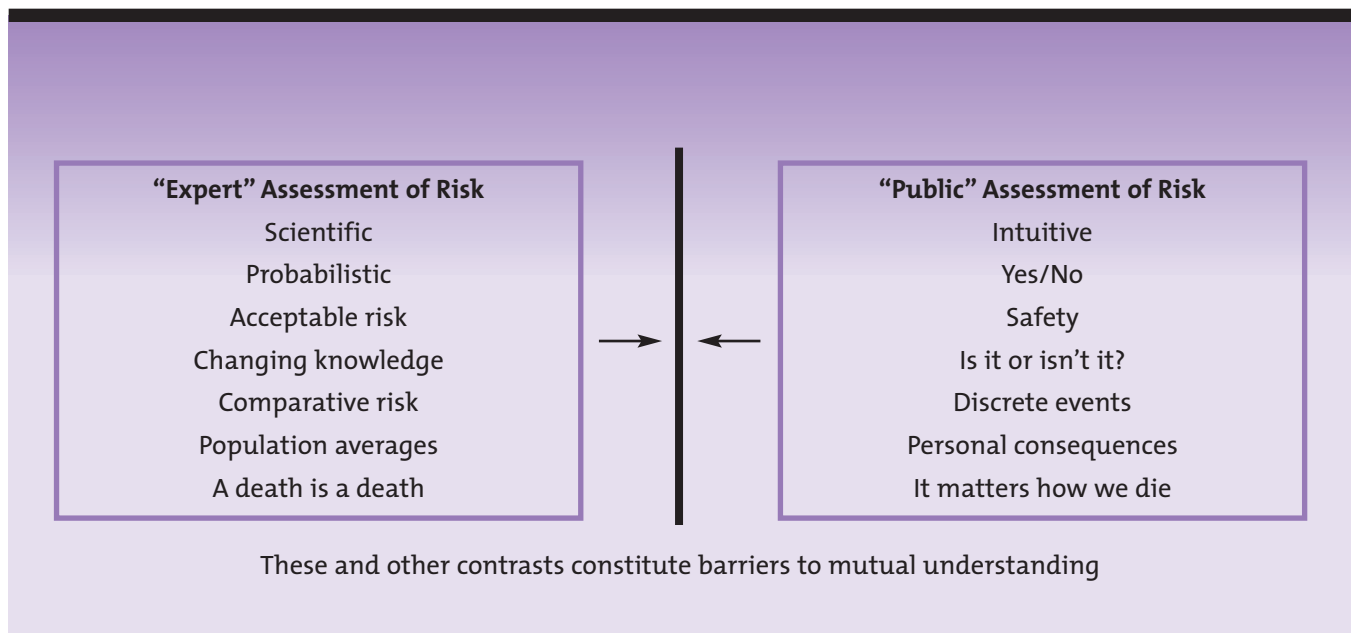 “Expert” Assessment of Risk
Scientific
Probabilistic
Acceptable risk
Changing knowledge
Comparative risk
Population averages
A death is a death
“Public” Assessment of Risk
Intuitive
Yes/No
Safety
Is it or isn’t it?
Discrete events
Personal consequences
It matters how we die
These and other contrasts constitute barriers to mutual understanding